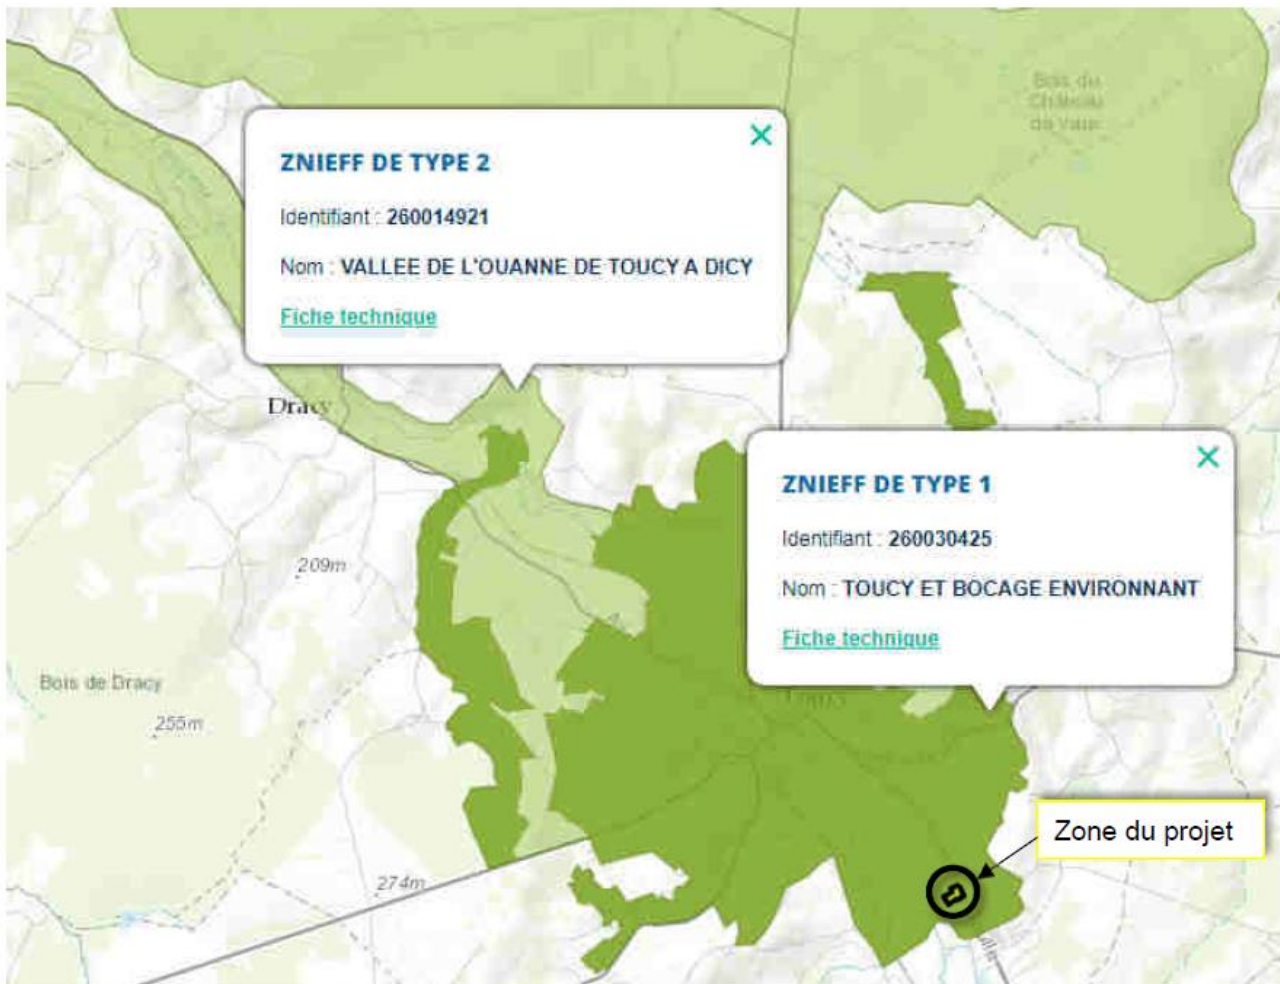 Bois du
Château
de Vaux
ZNIEFF DE TYPE 2
Identifiant : 260014921
Nom : VALLEE DE L'OUANNE DE TOUCY A DICY
Fiche technique
Dracy
ZNIEFF DE TYPE 1
Identifiant : 260030425
Nom : TOUCY ET BOCAGE ENVIRONNANT
Fiche technique
209m
Bois de Dracy
255m
Zone du projet
274m